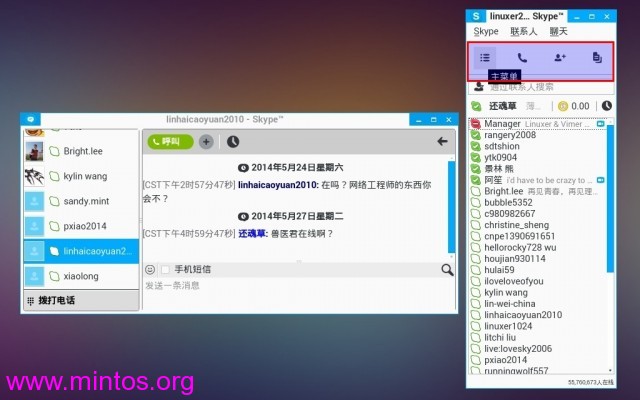 linhaicaoyuan2010 - Skype™
Bright.lee
kylin wang
sandy.mint
pxiao2014
linhaicaoyuan2...
xiaolong
拨打电话
呼叫
2014年5月24日星期六
[CST下午2时57分47秒] linhaicaoyuan2010: 在吗？网络工程师的东西你
会不？
2014年5月27日星期二
[CST下午4时59分47秒] 还魂草: 兽医君在线啊？
手机短信
发送一条消息
linuxer2... Skype™
Skype 联系人 聊天
主菜单
通过联系人搜索
还魂草 0.00
Manager Linuxer & Vimer ...
rangery2008
sdtshion
ytk0904
景林 熊
阿笙 i'd have to be crazy to ...
Bright.lee 再见青春，再见理...
bubble5352
c980982667
christine_sheng
cnpe1390691651
hellorocky728 wu
houjian930114
hulai59
iloveloveofyou
kylin wang
lin-wei-china
linhaicaoyuan2010
linuxer1024
litchi liu
live:lovesky2006
pxiao2014
runningwolf557
55,760,673人在线
www.mintos.org